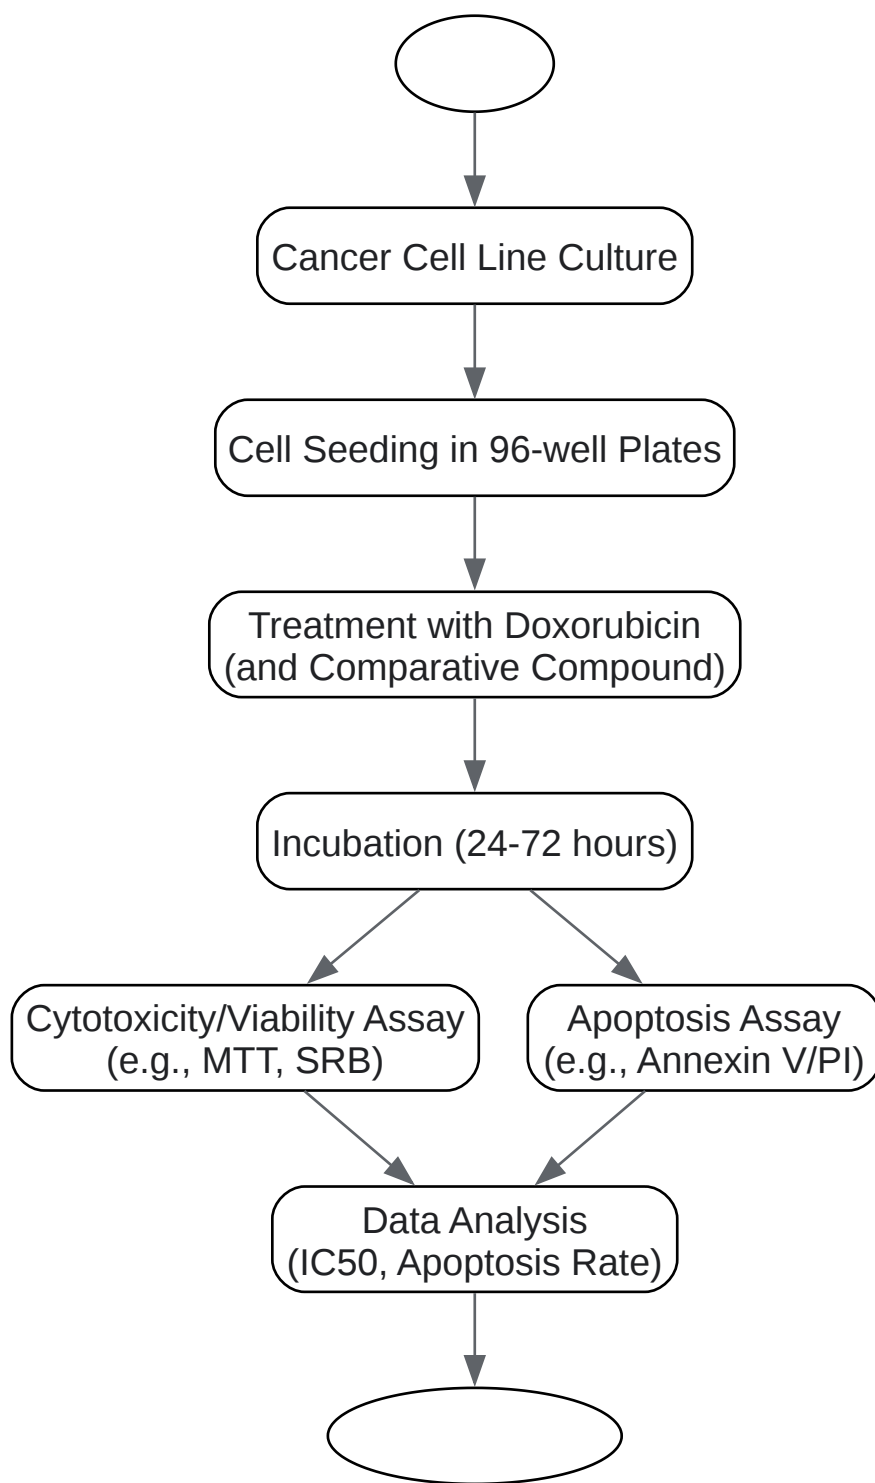 Cancer Cell Line Culture
Cell Seeding in 96-well Plates
Treatment with Doxorubicin
(and Comparative Compound)
Incubation (24-72 hours)
Cytotoxicity/Viability Assay
(e.g., MTT, SRB)
Apoptosis Assay
(e.g., Annexin V/PI)
Data Analysis
(IC50, Apoptosis Rate)